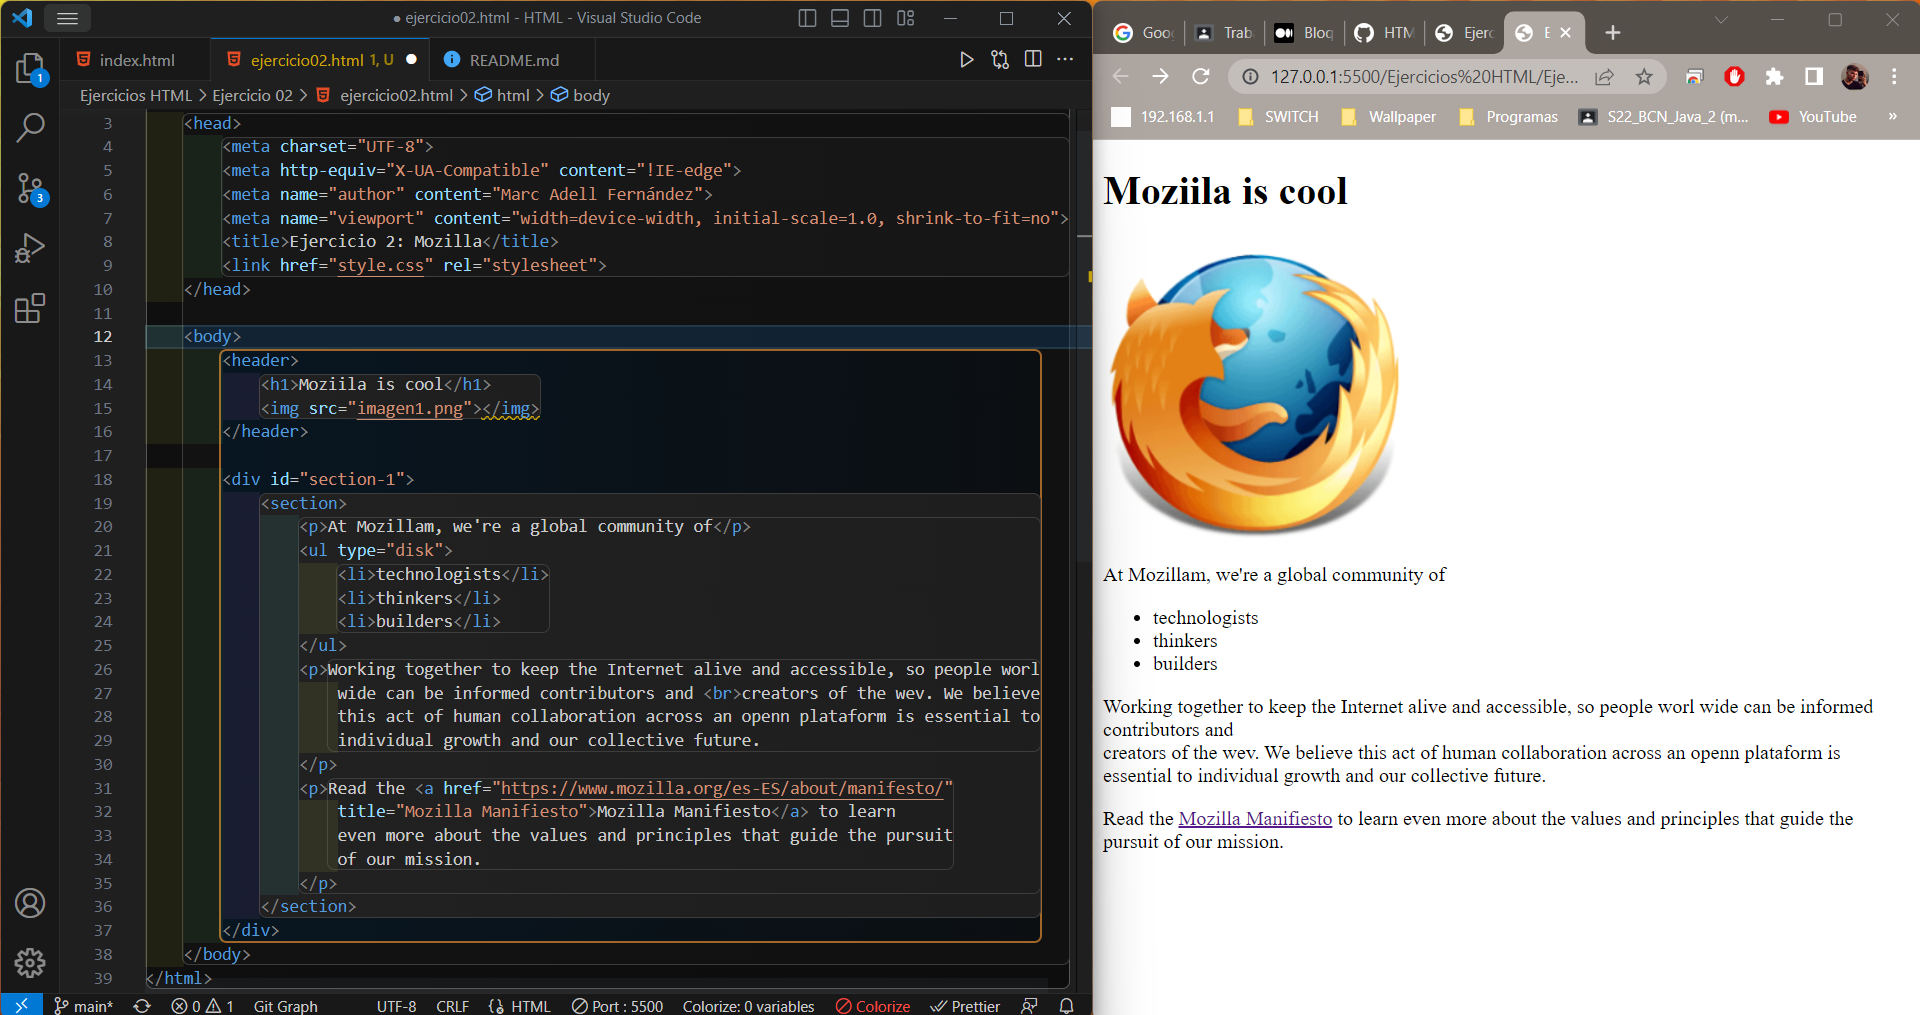 ejercicio02.html - HTML - Visual Studio Code
index.html
ejercicio02.html 1, U
README.md
Ejercicios HTML > Ejercicio 02 > ejercicio02.html > html > body
3 <head>
4 <meta charset="UTF-8">
5 <meta http-equiv="X-UA-Compatible" content="!IE-edge">
6 <meta name="author" content="Marc Adell Fernández">
7 <meta name="viewport" content="width=device-width, initial-scale=1.0, shrink-to-fit=no">
8 <title>Ejercicio 2: Mozilla</title>
9 <link href="style.css" rel="stylesheet">
10 </head>
11
12 <body>
13 <header>
14 <h1>Moziila is cool</h1>
15 <img src="imagen1.png"></img>
16 </header>
17
18 <div id="section-1">
19 <section>
20 <p>At Mozillam, we're a global community of</p>
21 <ul type="disk">
22 <li>technologists</li>
23 <li>thinkers</li>
24 <li>builders</li>
25 </ul>
26 <p>Working together to keep the Internet alive and accessible, so people worl
27 wide can be informed contributors and <br>creators of the wev. We believe
28 this act of human collaboration across an openn plataform is essential to
29 individual growth and our collective future.
30 </p>
31 <p>Read the <a href="https://www.mozilla.org/es-ES/about/manifesto/"
32 title="Mozilla Manifiesto">Mozilla Manifiesto</a> to learn
33 even more about the values and principles that guide the pursuit
34 of our mission.
35 </p>
36 </section>
37 </div>
38 </body>
39 </html>
1
3
main* 0 1 Git Graph UTF-8 CRLF HTML Port : 5500 Colorize: 0 variables Colorize Prettier
Goo Trab Bloq HTM Ejerc E
127.0.0.1:5500/Ejercicios%20HTML/Eje...
192.168.1.1 SWITCH Wallpaper Programas S22_BCN_Java_2 (m... YouTube »
Moziila is cool
At Mozillam, we're a global community of
technologists
thinkers
builders
Working together to keep the Internet alive and accessible, so people worl wide can be informed
contributors and
creators of the wev. We believe this act of human collaboration across an openn plataform is
essential to individual growth and our collective future.
Read the Mozilla Manifiesto to learn even more about the values and principles that guide the
pursuit of our mission.